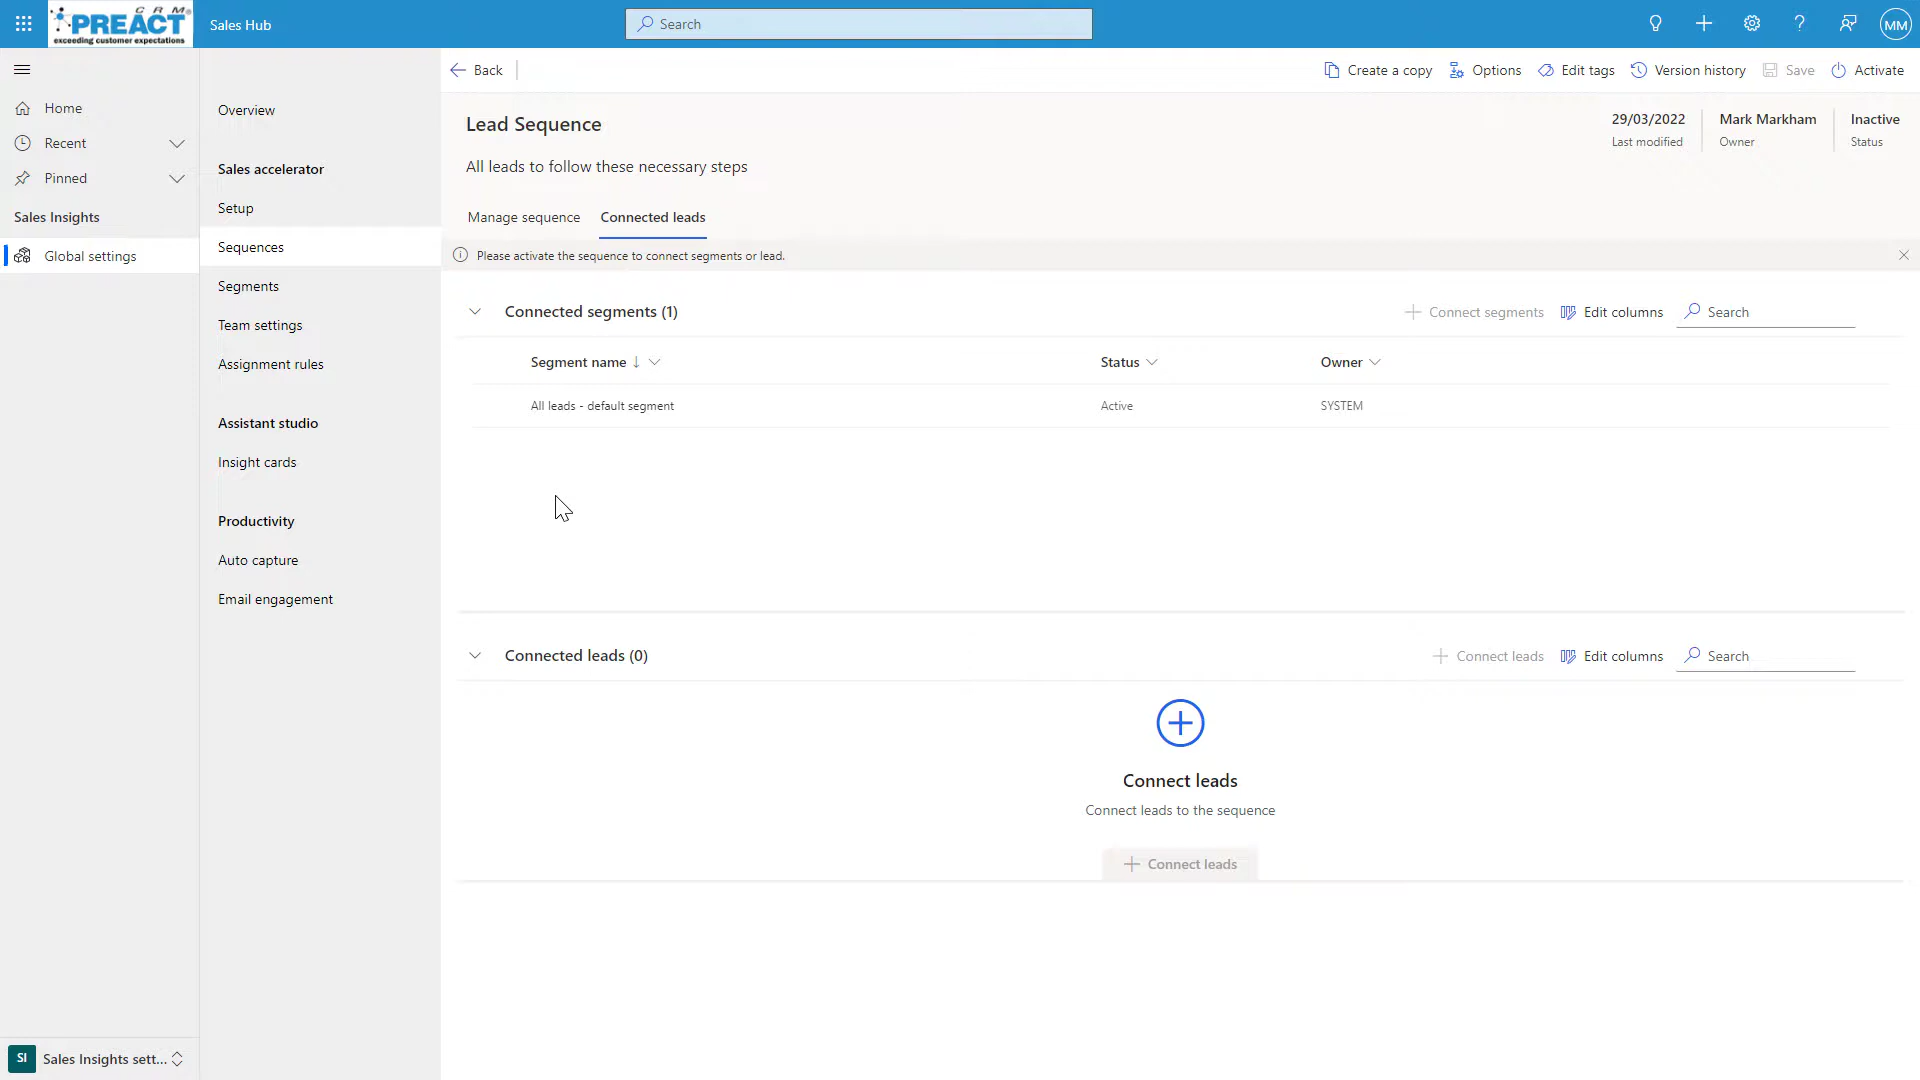 CRM
PREACT
exceeding customer expectations
Sales Hub
Search
MM
Home
Recent
Pinned
Sales Insights
Global settings
Sales Insights sett...
SI
Overview
Sales accelerator
Setup
Sequences
Segments
Team settings
Assignment rules
Assistant studio
Insight cards
Productivity
Auto capture
Email engagement
Back
Create a copy
Options
Edit tags
Version history
Save
Activate
Lead Sequence
All leads to follow these necessary steps
29/03/2022
Last modified
Mark Markham
Owner
Inactive
Status
Manage sequence
Connected leads
Please activate the sequence to connect segments or lead.
Connected segments (1)
Connect segments
Edit columns
Search
Segment name
Status
Owner
All leads - default segment
Active
SYSTEM
Connected leads (0)
Connect leads
Edit columns
Search
Connect leads
Connect leads to the sequence
Connect leads